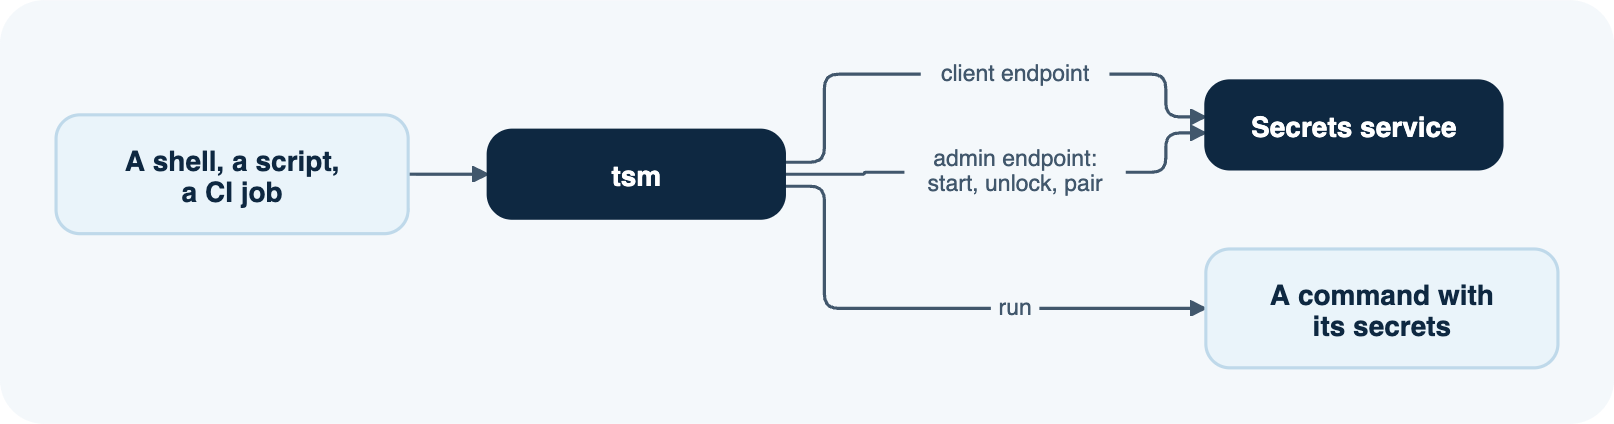 A shell, a script,
a CI job
tsm
client endpoint
admin endpoint:
start, unlock, pair
run
Secrets service
A command with
its secrets